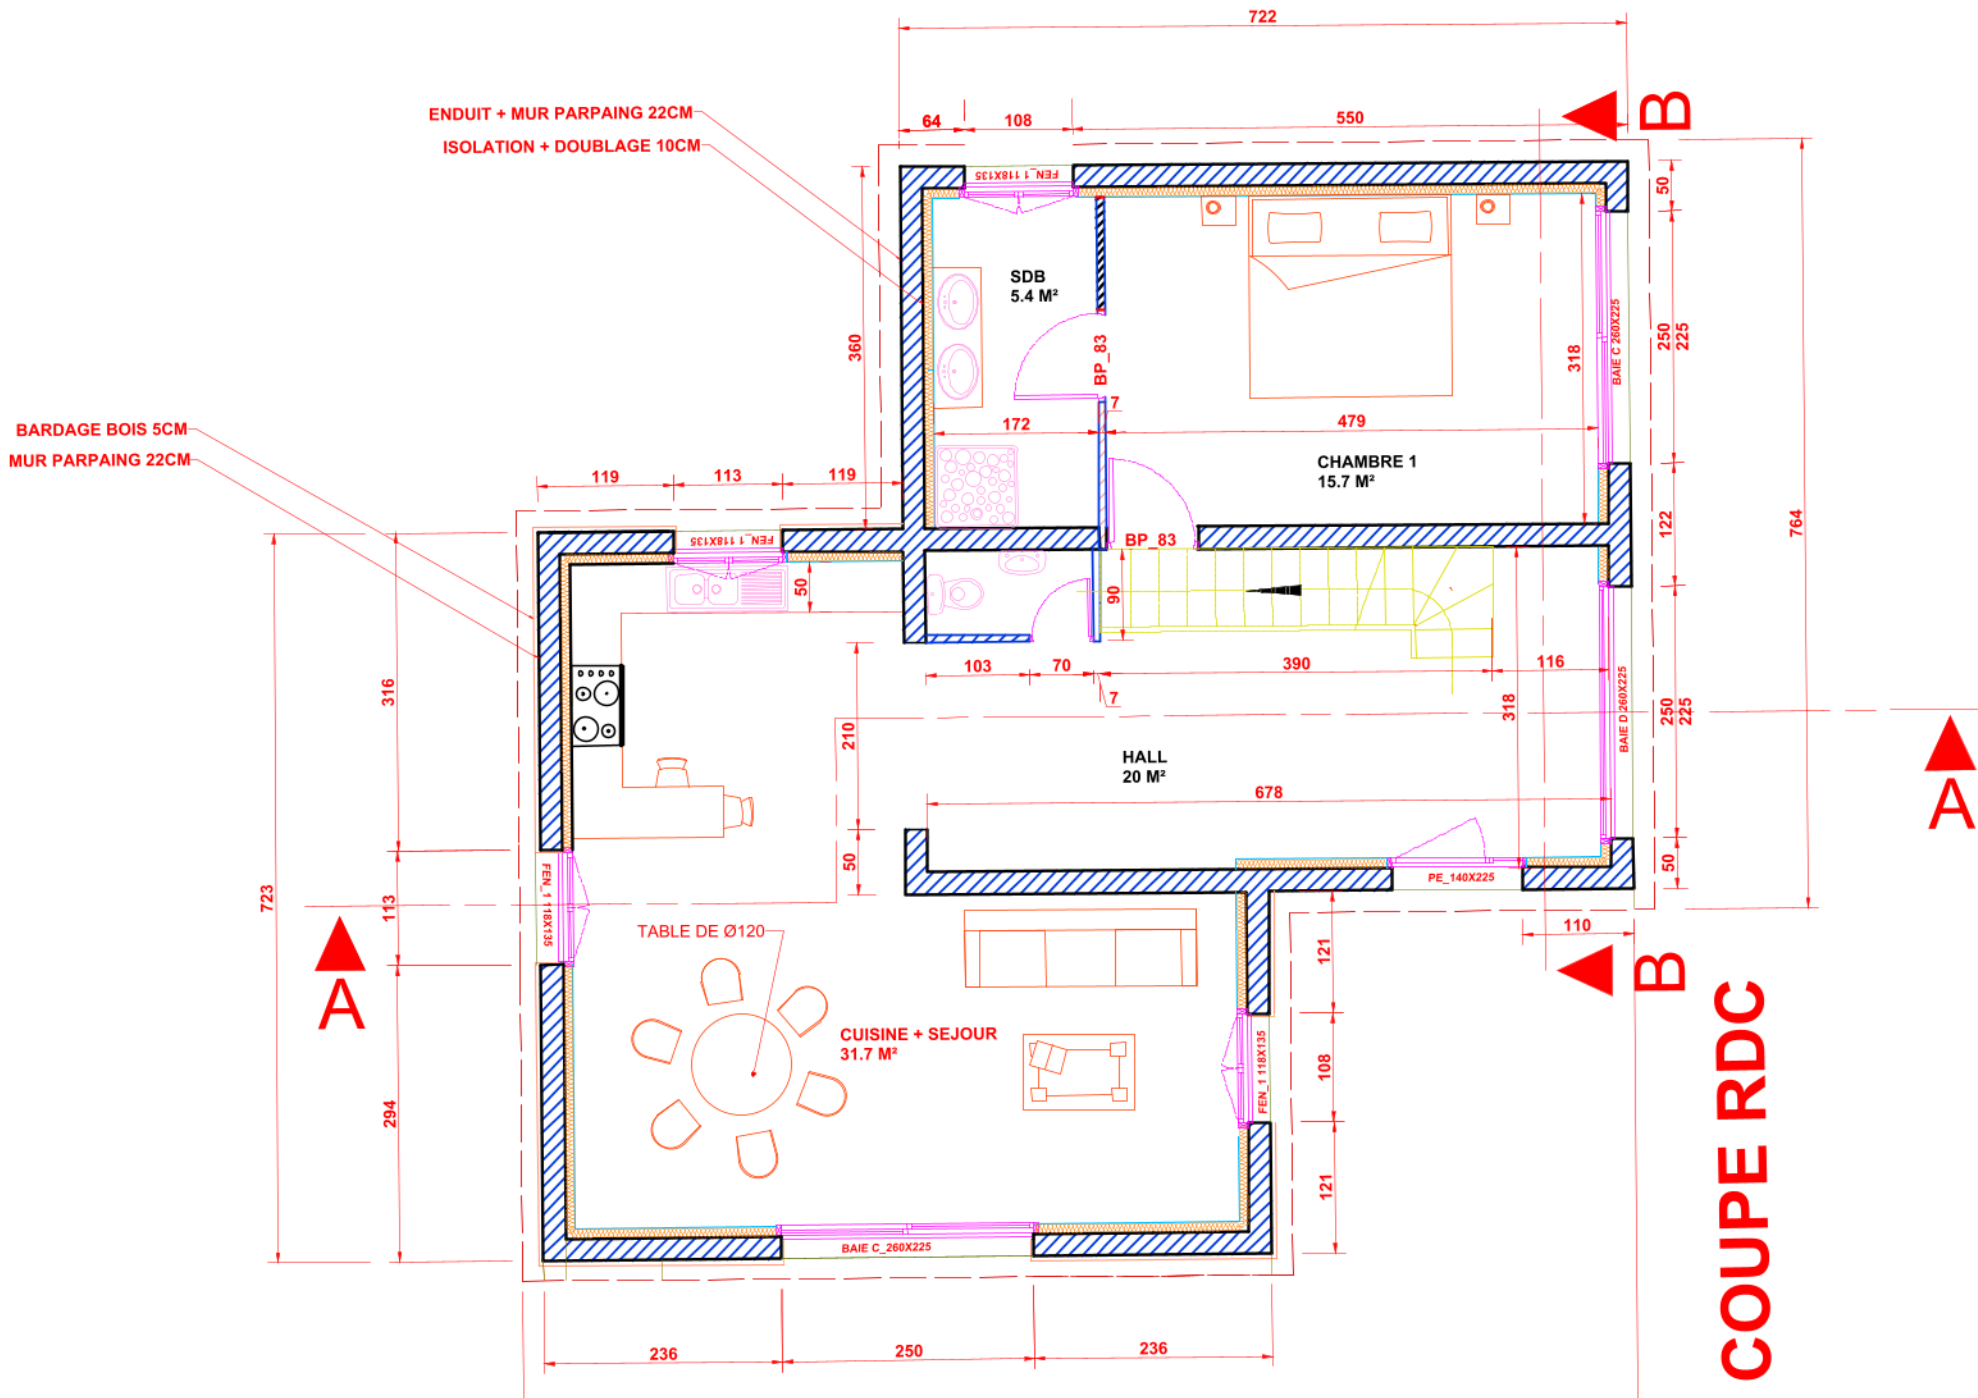 722
ENDUIT + MUR PARPAING 22CM
ISOLATION + DOUBLAGE 10CM
64
108
550
B
FEN_1 118X135
50
SDB
5.4 M²
360
BP_83
318
BAIE C 260X225
250
225
7
172
479
CHAMBRE 1
15.7 M²
BARDAGE BOIS 5CM
MUR PARPAING 22CM
119
113
119
122
764
FEN_1 118X135
BP_83
50
90
103
70
390
116
7
316
210
318
BAIE D 260X225
250
225
HALL
20 M²
678
A
723
50
50
FEN_1 118X135
113
PE_140X225
110
TABLE DE Ø120
121
B
A
CUISINE + SEJOUR
31.7 M²
FEN_1 118X135
108
294
121
BAIE C_260X225
236
250
236
COUPE RDC